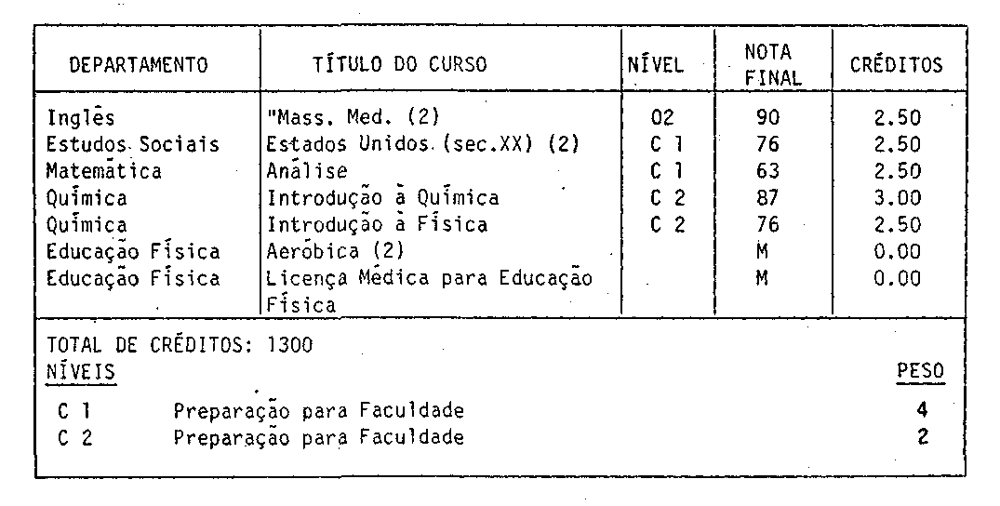 DEPARTAMENTO TÍTULO DO CURSO NÍVEL NOTA FINAL CRÉDITOS
Inglês "Mass. Med. (2) 02 90 2.50
Estudos Sociais Estados Unidos (sec.XX) (2) C 1 76 2.50
Matemática Análise C 1 63 2.50
Química Introdução à Química C 2 87 3.00
Química Introdução à Física C 2 76 2.50
Educação Física Aeróbica (2) M 0.00
Educação Física Licença Médica para Educação M 0.00
Física
TOTAL DE CRÉDITOS: 1300
NÍVEIS PESO
C 1 Preparação para Faculdade 4
C 2 Preparação para Faculdade 2